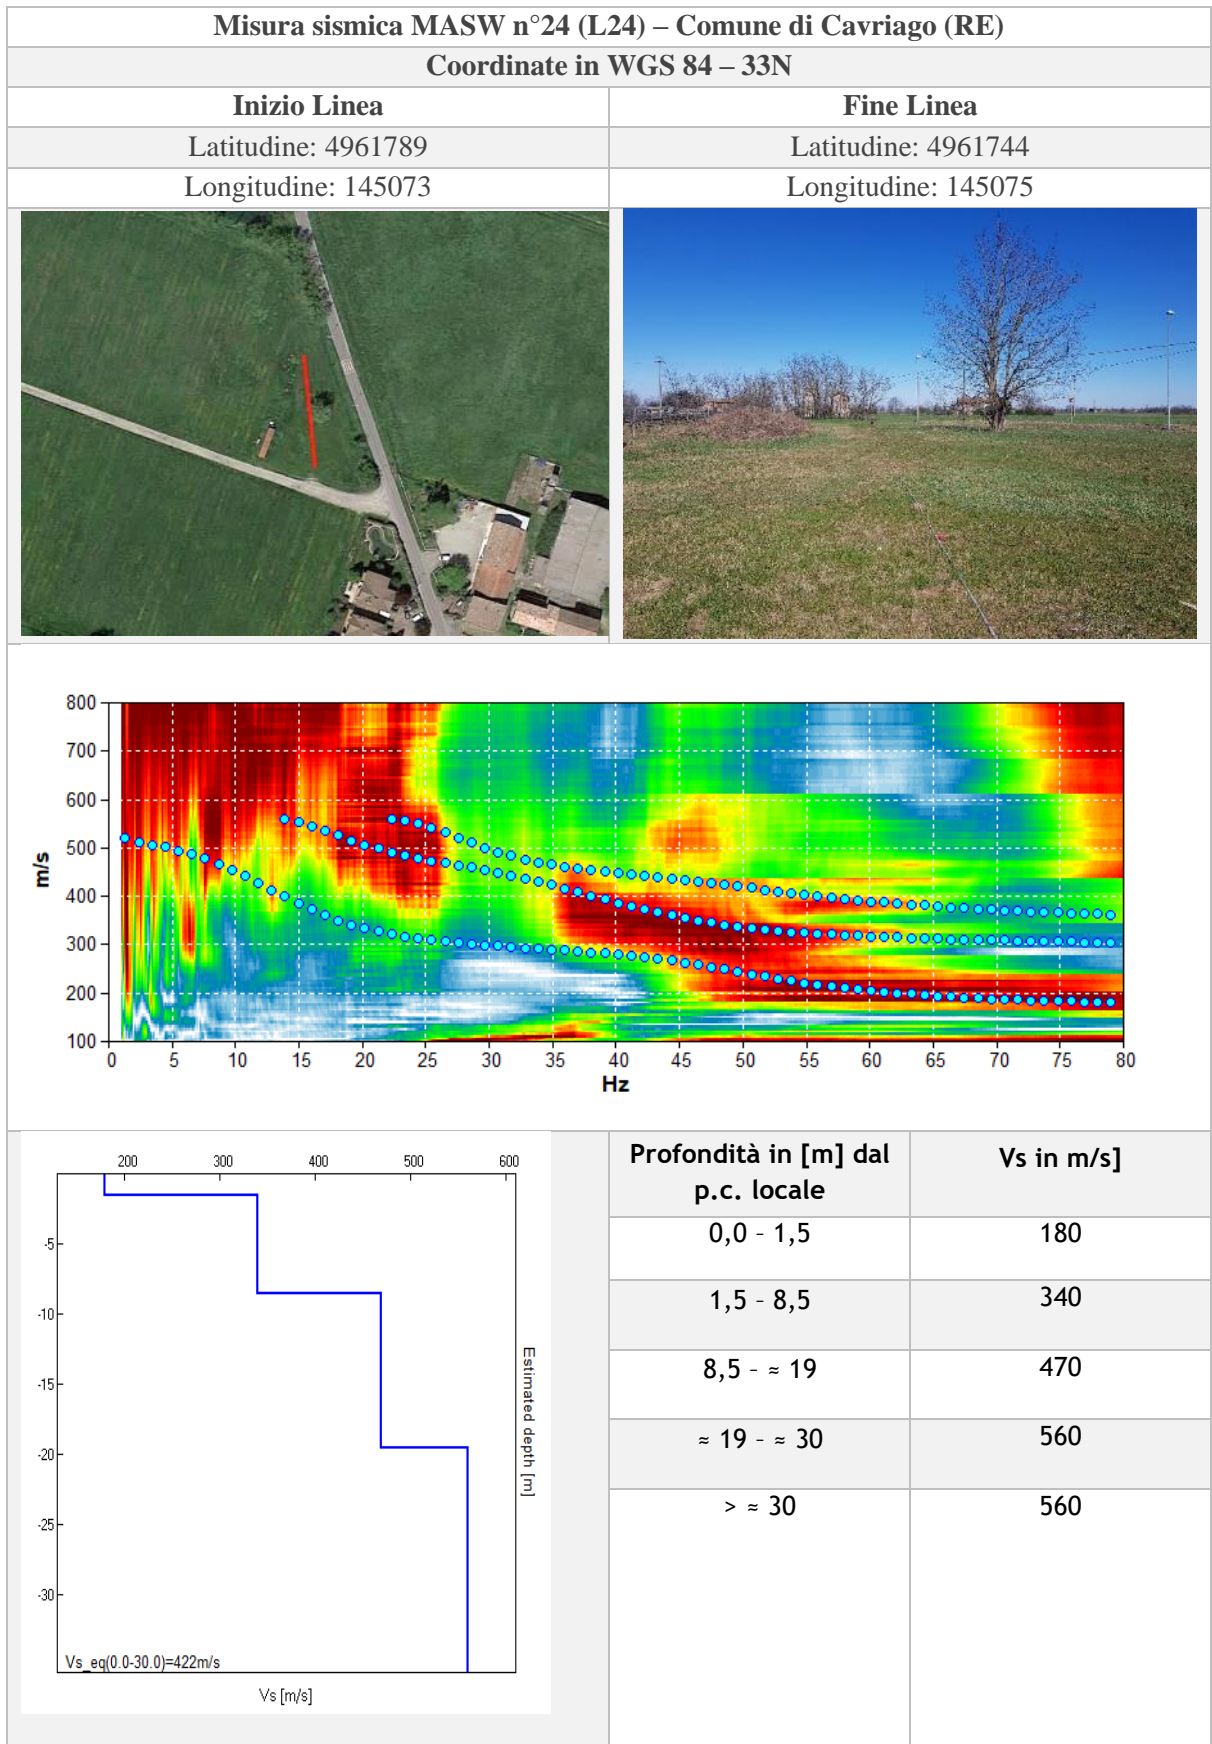 Misura sismica MASW n°24 (L24) – Comune di Cavriago (RE)
Coordinate in WGS 84 – 33N
Inizio Linea
Fine Linea
Latitudine: 4961789
Latitudine: 4961744
Longitudine: 145073
Longitudine: 145075
800
700
600
500
400
300
200
100
m/s
0 5 10 15 20 25 30 35 40 45 50 55 60 65 70 75 80
Hz
200 300 400 500 600
-5
-10
-15
-20
-25
-30
Estimated depth [m]
Vs_eq(0.0-30.0)=422m/s
Vs [m/s]
Profondità in [m] dal
p.c. locale
Vs in m/s]
0,0 – 1,5
180
1,5 – 8,5
340
8,5 – ≈ 19
470
≈ 19 – ≈ 30
560
> ≈ 30
560